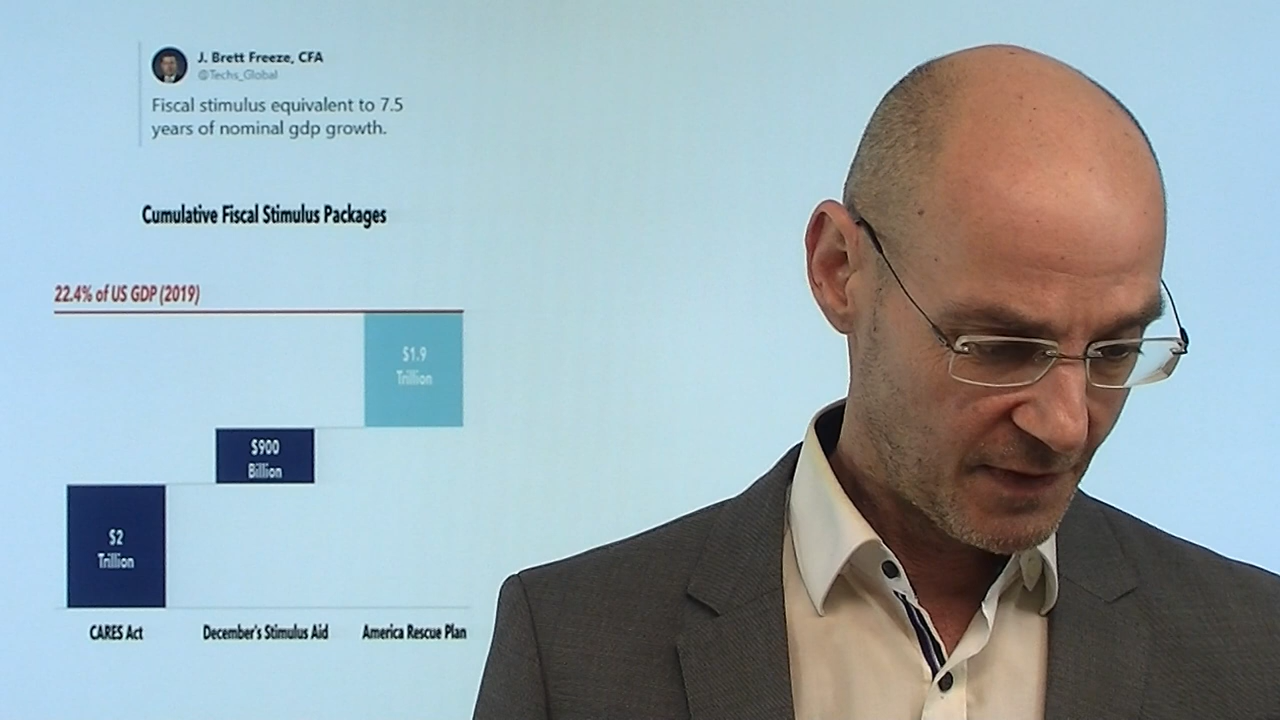 J. Brett Freeze, CFA
@Techs_Global
Fiscal stimulus equivalent to 7.5
years of nominal gdp growth.
Cumulative Fiscal Stimulus Packages
22.4% of US GDP (2019)
$1.9
Trillion
$900
Billion
$2
Trillion
CARES Act
December's Stimulus Aid
America Rescue Plan